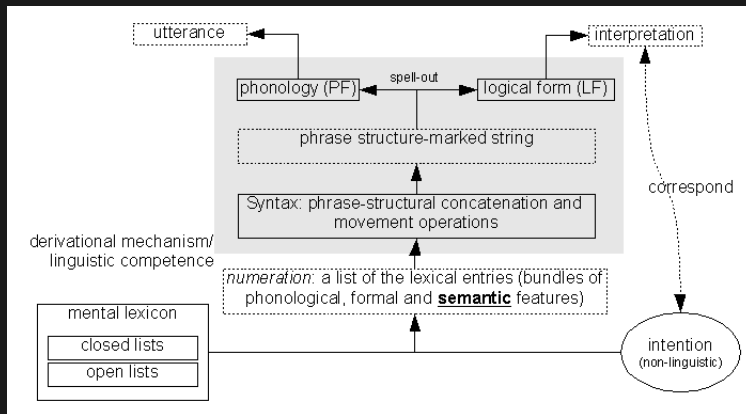 utterance
interpretation
spell-out
phonology (PF)
logical form (LF)
phrase structure-marked string
correspond
Syntax: phrase-structural concatenation and
movement operations
derivational mechanism/
linguistic competence
numeration: a list of the lexical entries (bundles of
phonological, formal and semantic features)
mental lexicon
closed lists
open lists
intention
(non-linguistic)